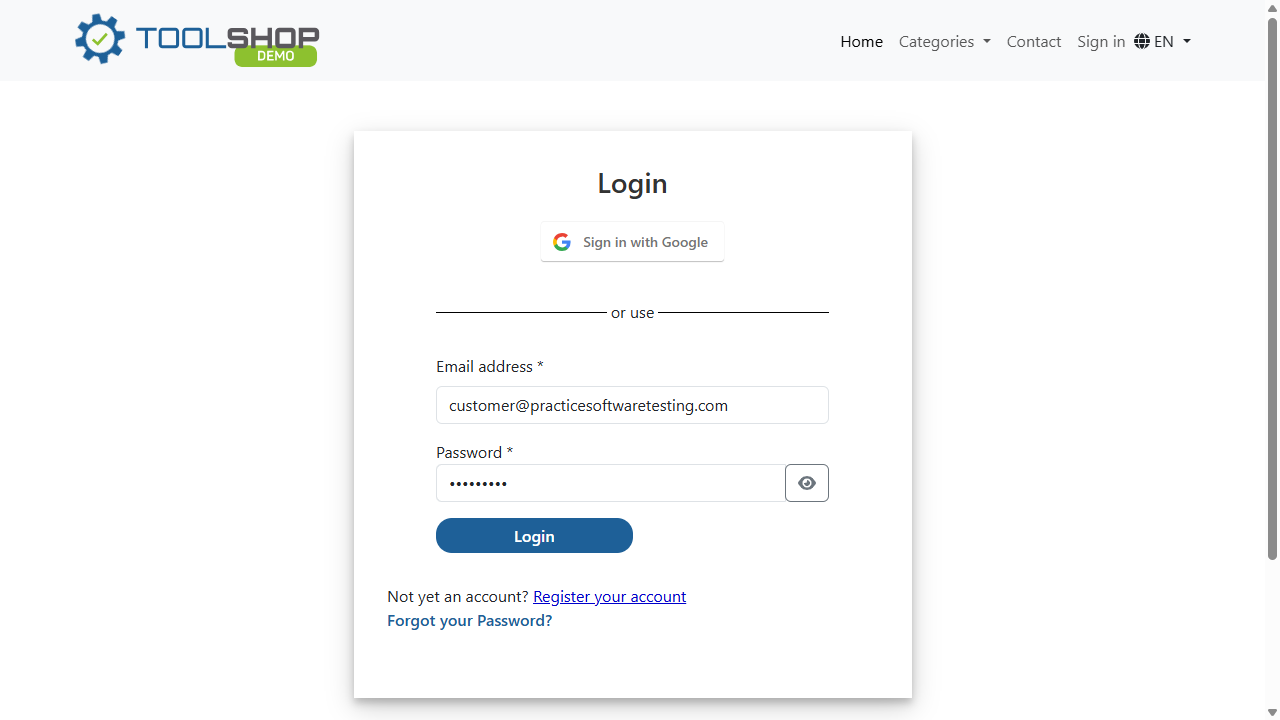 TOOLSHOP
DEMO
Home Categories Contact Sign in EN
Login
Sign in with Google
or use
Email address *
customer@practicesoftwaretesting.com
Password *
•••••••••
Login
Not yet an account? Register your account
Forgot your Password?